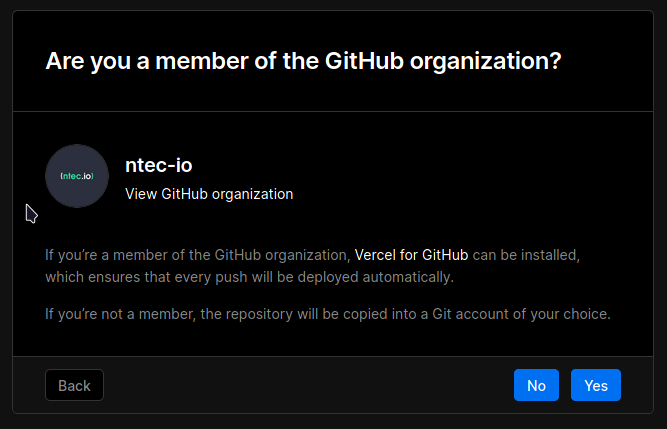 Are you a member of the GitHub organization?
{ntec.io}
ntec-io
View GitHub organization
If you’re a member of the GitHub organization, Vercel for GitHub can be installed,
which ensures that every push will be deployed automatically.
If you’re not a member, the repository will be copied into a Git account of your choice.
Back
No
Yes